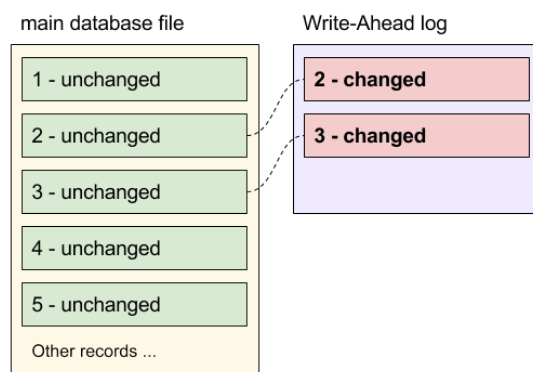 main database file
1 - unchanged
2 - unchanged
3 - unchanged
4 - unchanged
5 - unchanged
Other records ...
Write-Ahead log
2 - changed
3 - changed